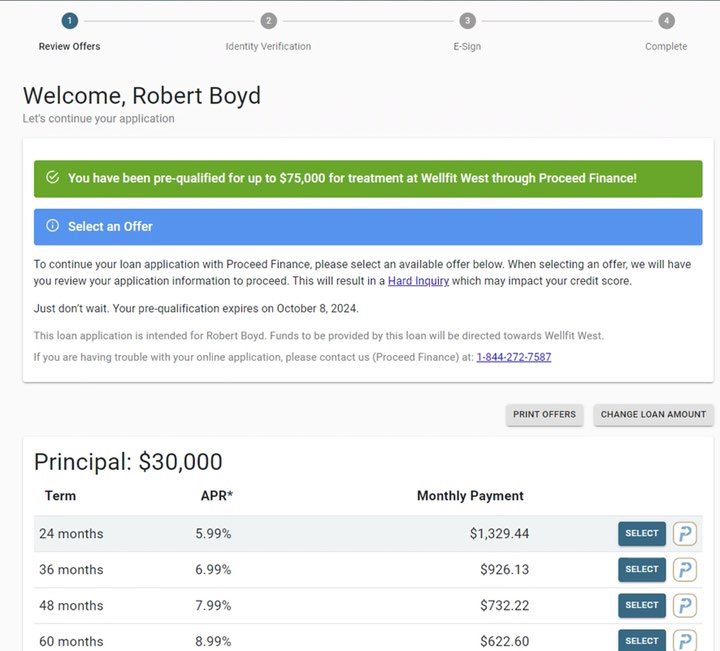 1 2 3 4
Review Offers Identity Verification E-Sign Complete
Welcome, Robert Boyd
Let's continue your application
You have been pre-qualified for up to $75,000 for treatment at Wellfit West through Proceed Finance!
Select an Offer
To continue your loan application with Proceed Finance, please select an available offer below. When selecting an offer, we will have
you review your application information to proceed. This will result in a Hard Inquiry which may impact your credit score.
Just don't wait. Your pre-qualification expires on October 8, 2024.
This loan application is intended for Robert Boyd. Funds to be provided by this loan will be directed towards Wellfit West.
If you are having trouble with your online application, please contact us (Proceed Finance) at: 1-844-272-7587
PRINT OFFERS CHANGE LOAN AMOUNT
Principal: $30,000
Term APR* Monthly Payment
24 months 5.99% $1,329.44 SELECT P
36 months 6.99% $926.13 SELECT P
48 months 7.99% $732.22 SELECT P
60 months 8.99% $622.60 SELECT P